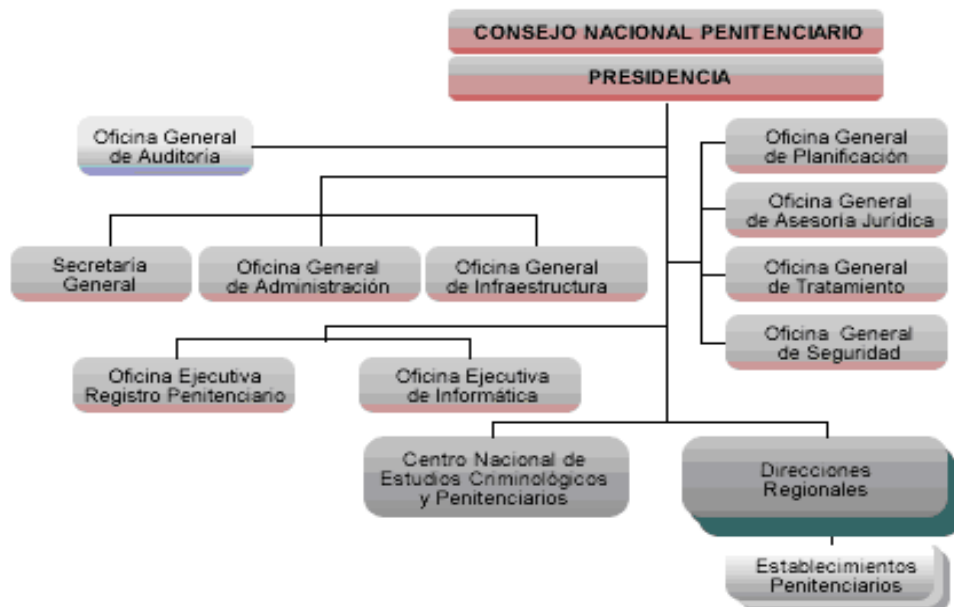 CONSEJO NACIONAL PENITENCIARIO
PRESIDENCIA
Oficina General
de Auditoría
Oficina General
de Planificación
Oficina General
de Asesoría Jurídica
Secretaría
General
Oficina General
de Administración
Oficina General
de Infraestructura
Oficina General
de Tratamiento
Oficina General
de Seguridad
Oficina Ejecutiva
Registro Penitenciario
Oficina Ejecutiva
de Informática
Centro Nacional de
Estudios Criminológicos
y Penitenciarios
Direcciones
Regionales
Establecimientos
Penitenciarios